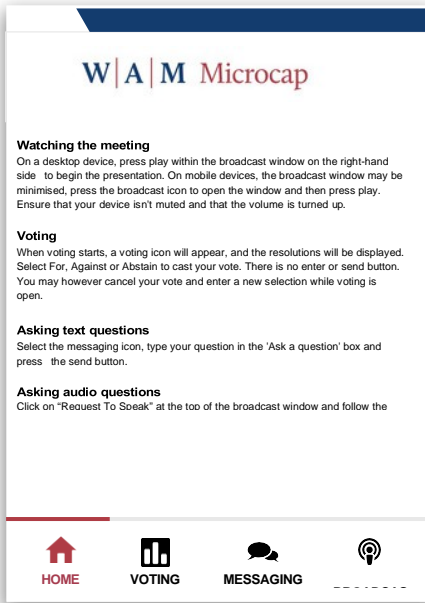 W|A|M Microcap
Watching the meeting
On a desktop device, press play within the broadcast window on the right-hand
side to begin the presentation. On mobile devices, the broadcast window may be
minimised, press the broadcast icon to open the window and then press play.
Ensure that your device isn't muted and that the volume is turned up.
Voting
When voting starts, a voting icon will appear, and the resolutions will be displayed.
Select For, Against or Abstain to cast your vote. There is no enter or send button.
You may however cancel your vote and enter a new selection while voting is
open.
Asking text questions
Select the messaging icon, type your question in the 'Ask a question' box and
press the send button.
Asking audio questions
Click on “Request To Speak” at the top of the broadcast window and follow the
HOME VOTING MESSAGING